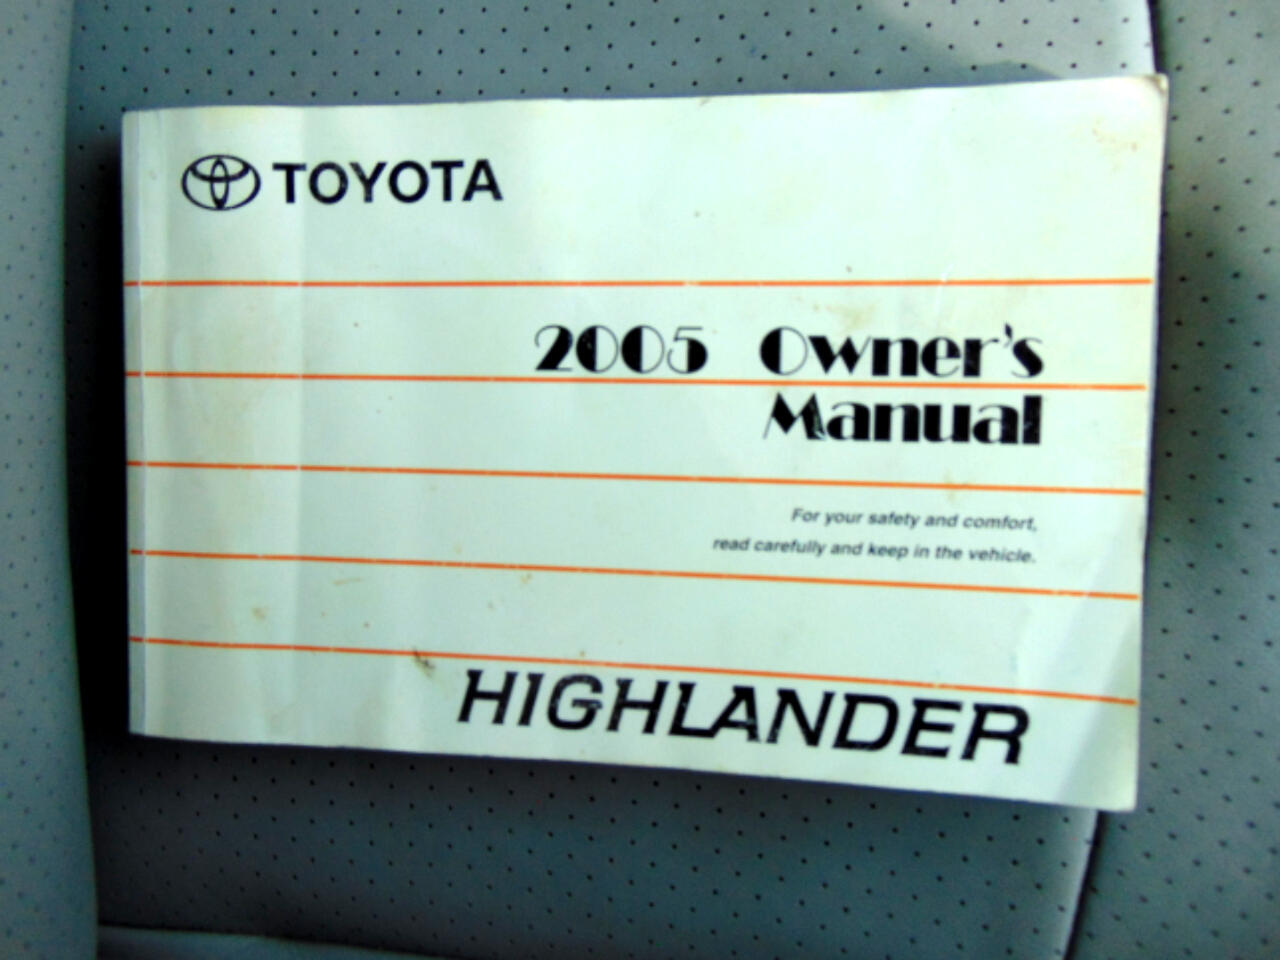 TOYOTA
2005 Owner's
Manual
For your safety and comfort,
read carefully and keep in the vehicle.
HIGHLANDER